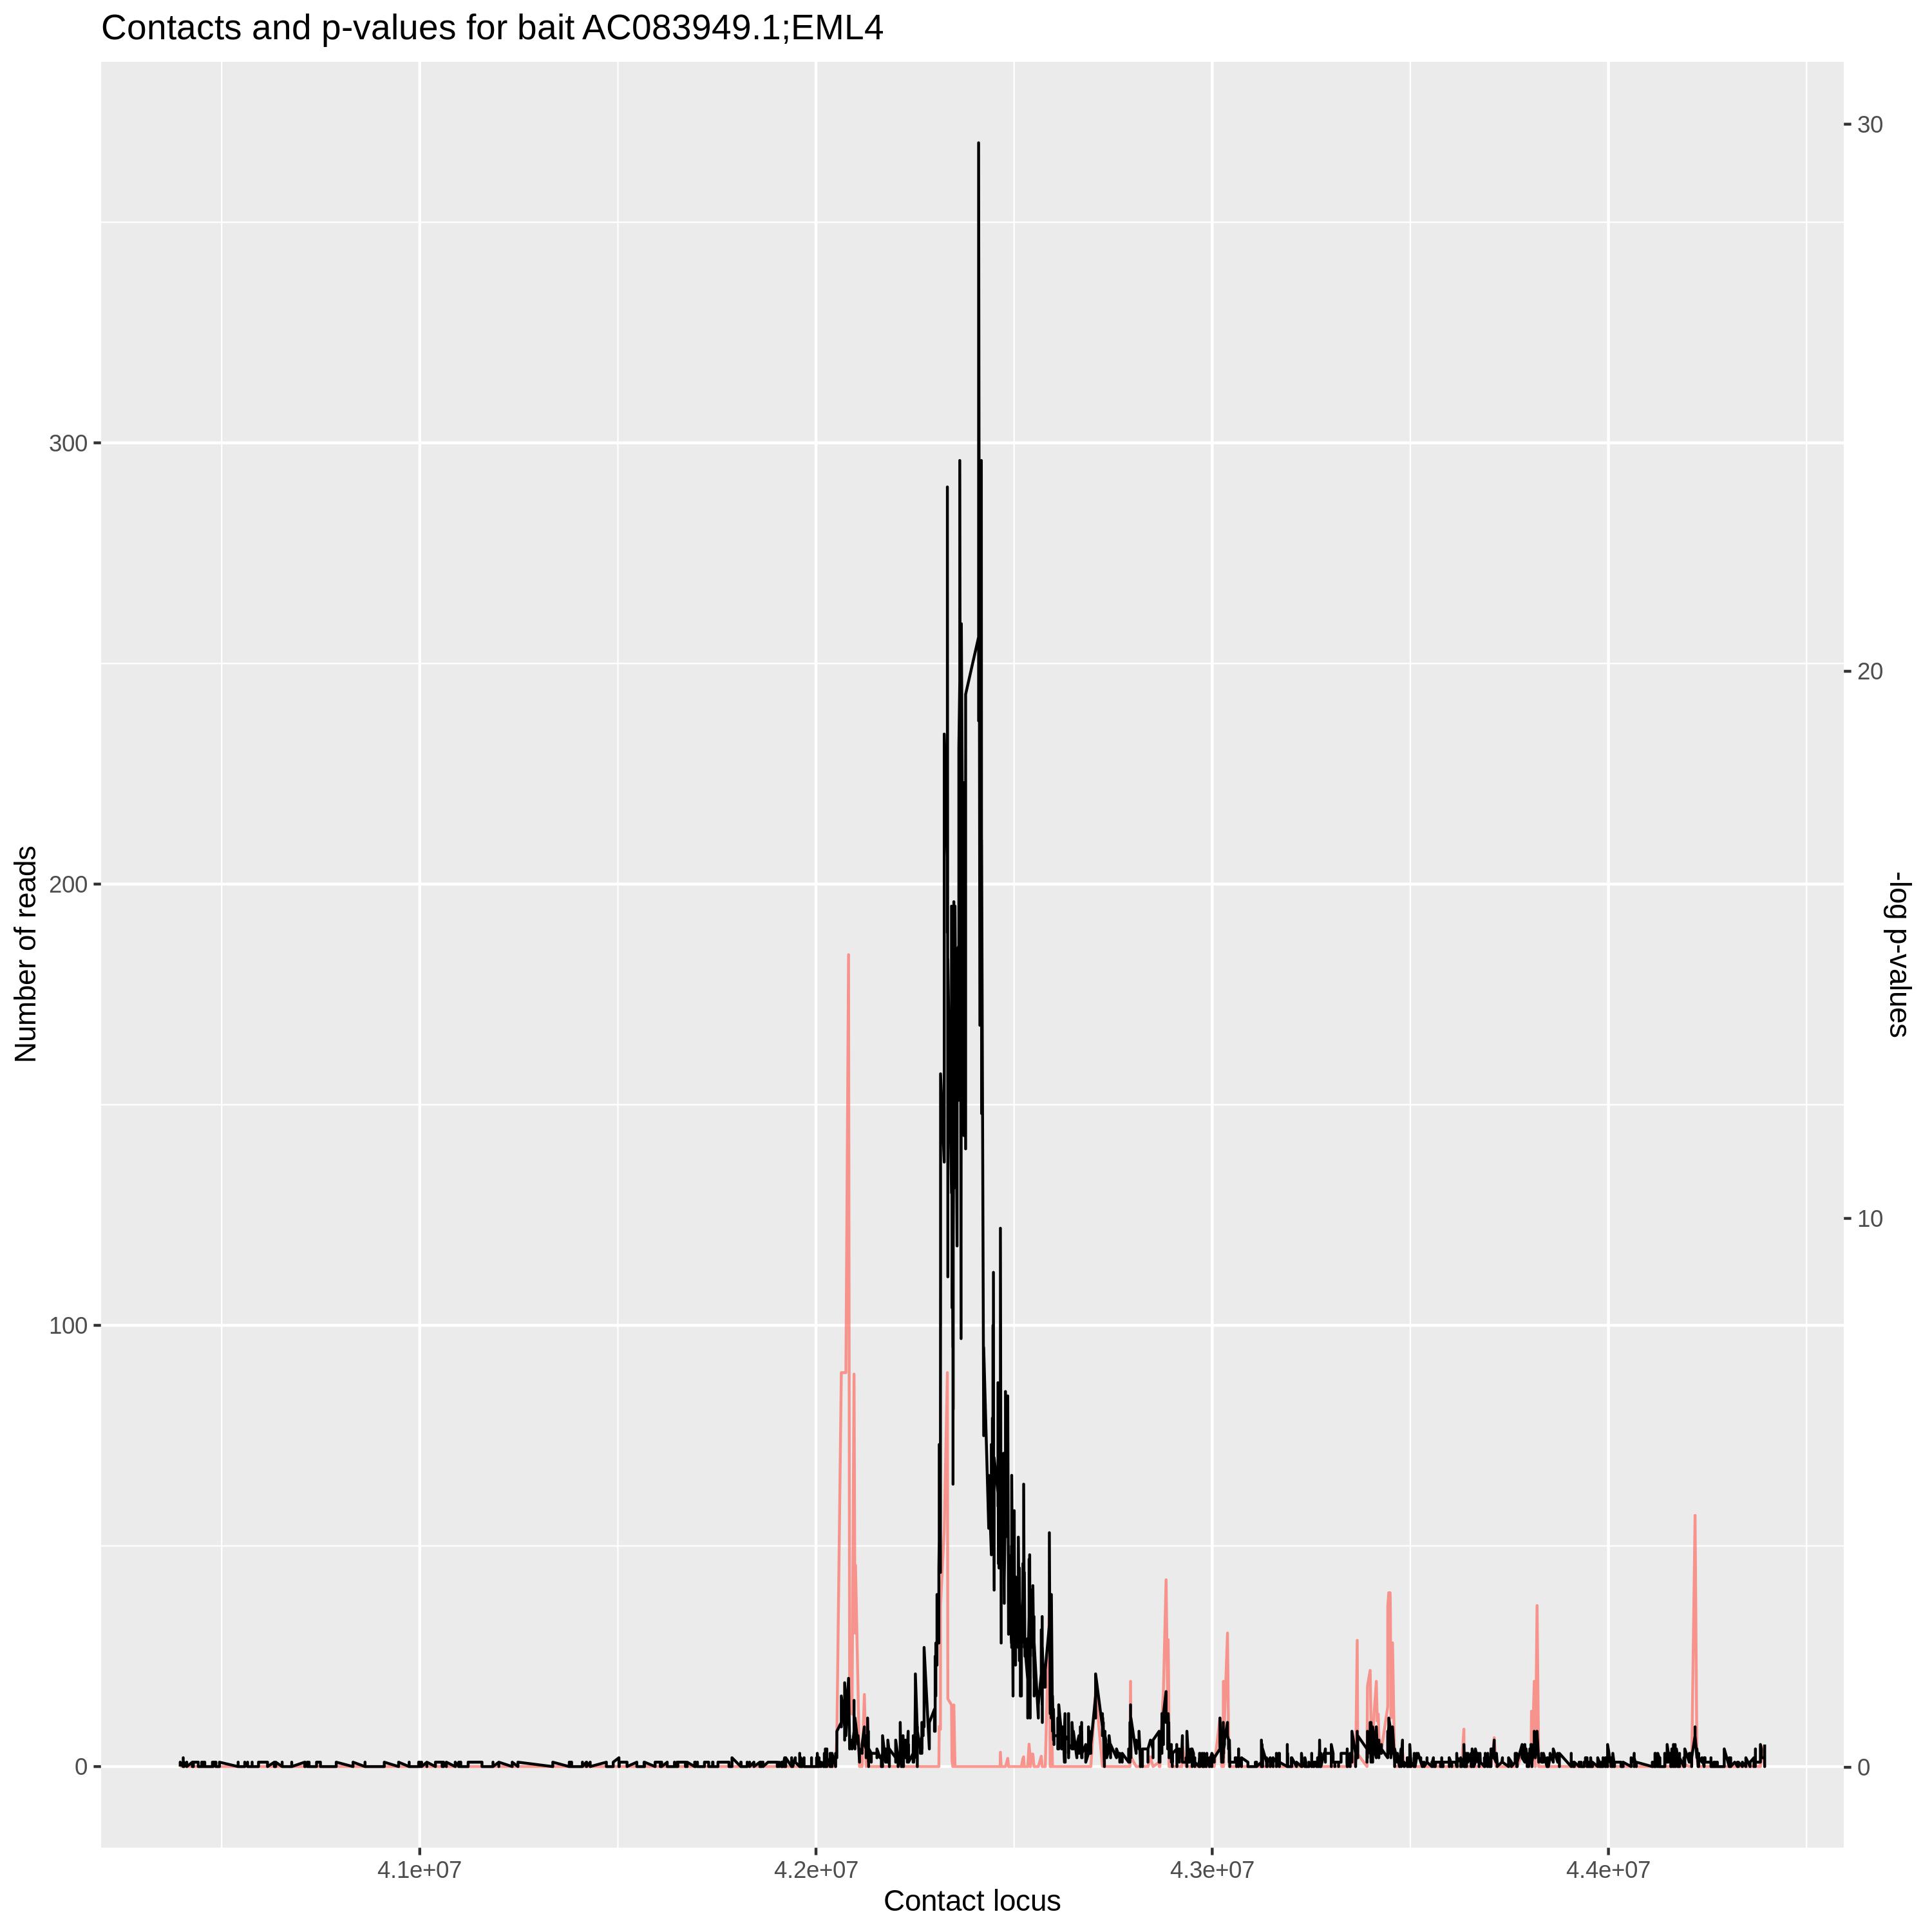 Contacts and p-values for bait AC083949.1;EML4
30
300
20
Number of reads
200
-log p-values
10
100
0
0
4.1e+07
4.2e+07
4.3e+07
4.4e+07
Contact locus